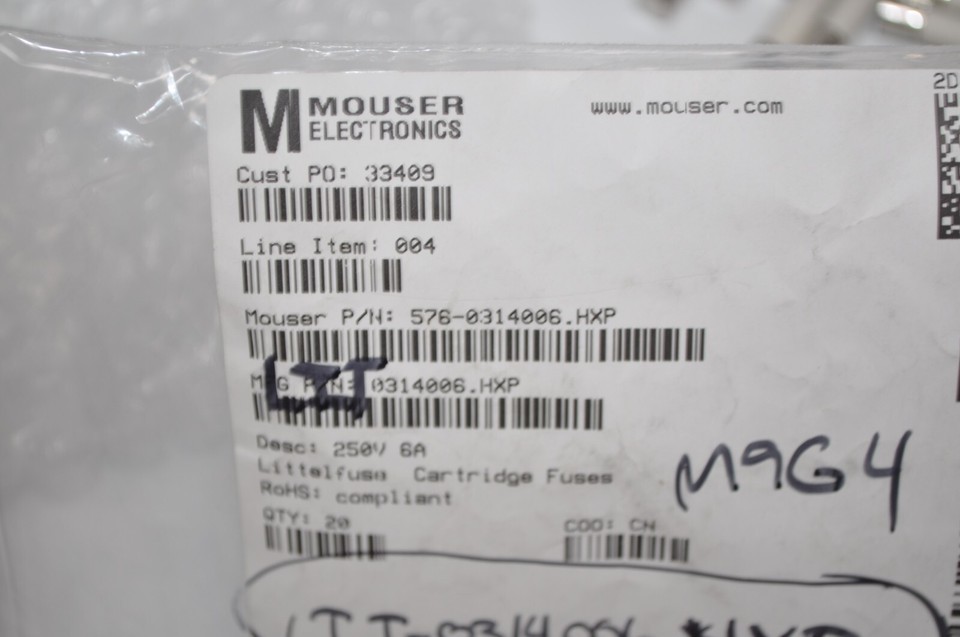 M MOUSER
ELECTRONICS
www.mouser.com
2D
Cust PO: 33409
Line Item: 004
Mouser P/N: 576-0314006.HXP
MFG P/N: 0314006.HXP
Desc: 250V 6A
Littelfuse Cartridge Fuses
RoHS: compliant
M9G4
QTY: 20
COO: CN